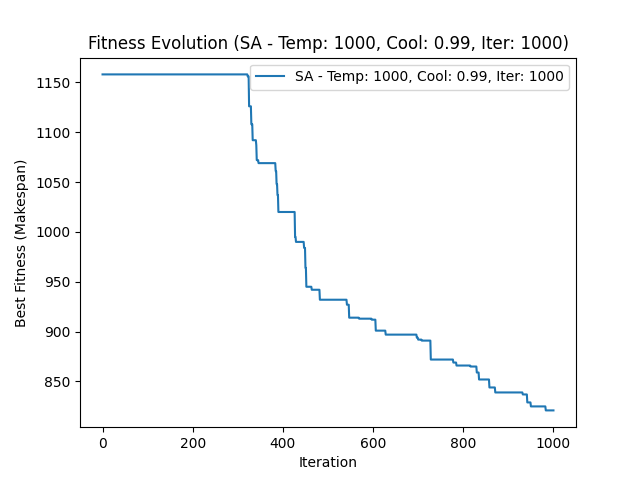 Fitness Evolution (SA - Temp: 1000, Cool: 0.99, Iter: 1000)
SA - Temp: 1000, Cool: 0.99, Iter: 1000
Best Fitness (Makespan)
1150
1100
1050
1000
950
900
850
0 200 400 600 800 1000
Iteration